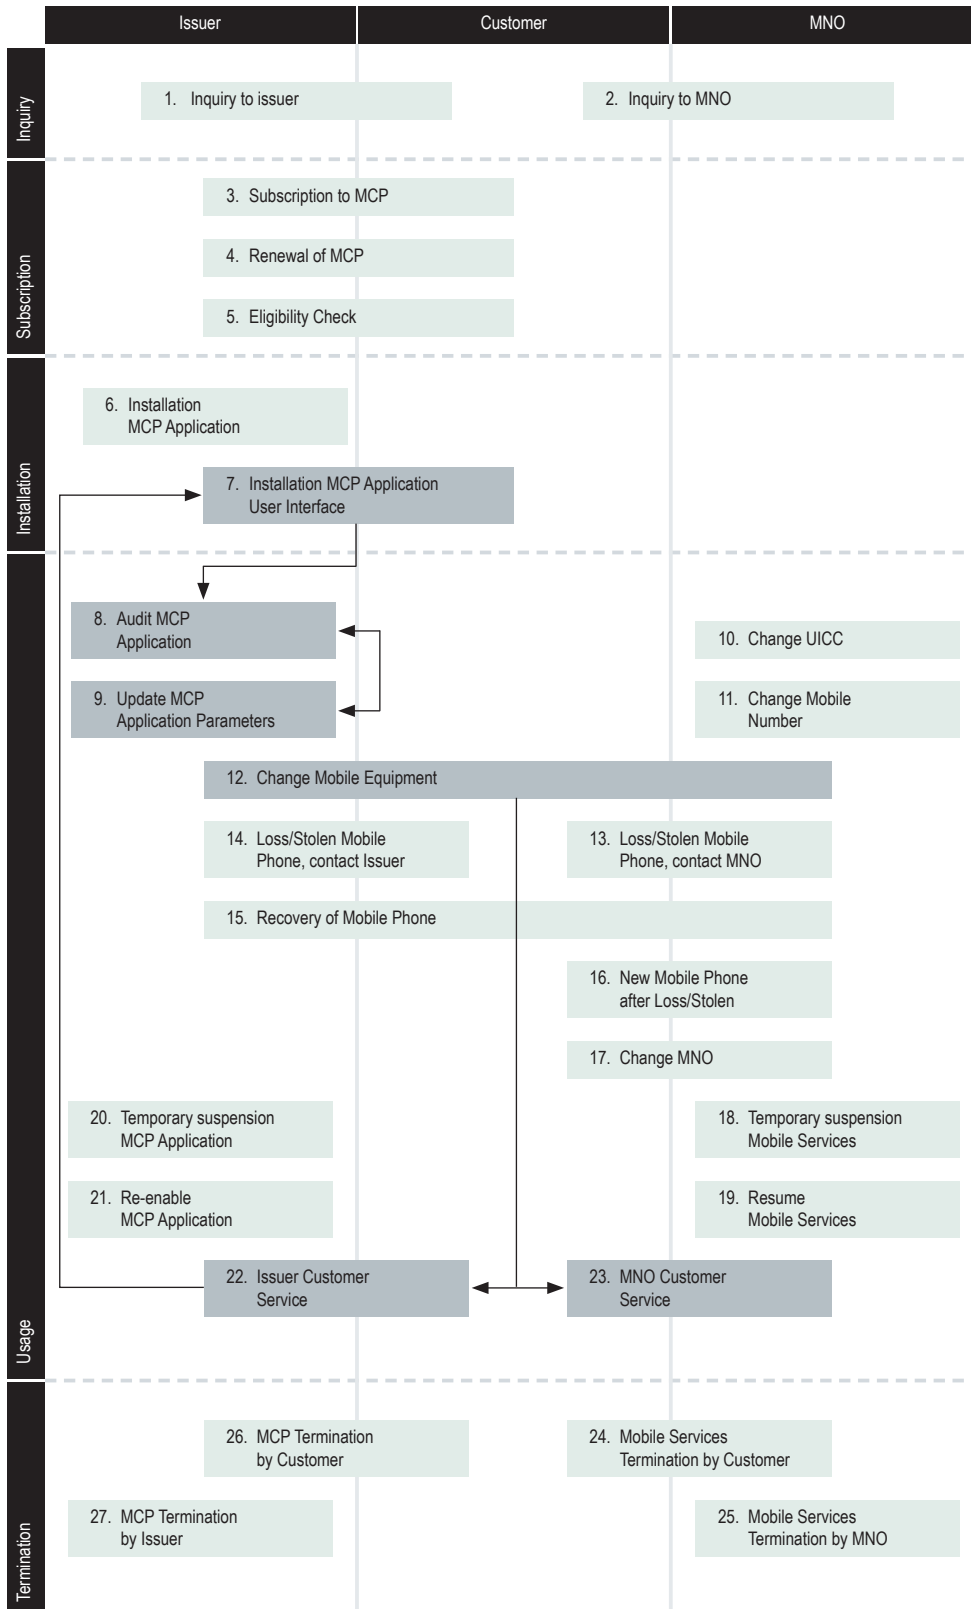 Issuer
Customer
MNO
Inquiry
1. Inquiry to issuer
2. Inquiry to MNO
Subscription
3. Subscription to MCP
4. Renewal of MCP
5. Eligibility Check
Installation
6. Installation
MCP Application
7. Installation MCP Application
User Interface
Usage
8. Audit MCP
Application
10. Change UICC
9. Update MCP
Application Parameters
11. Change Mobile
Number
12. Change Mobile Equipment
14. Loss/Stolen Mobile
Phone, contact Issuer
13. Loss/Stolen Mobile
Phone, contact MNO
15. Recovery of Mobile Phone
16. New Mobile Phone
after Loss/Stolen
17. Change MNO
20. Temporary suspension
MCP Application
18. Temporary suspension
Mobile Services
21. Re-enable
MCP Application
19. Resume
Mobile Services
22. Issuer Customer
Service
23. MNO Customer
Service
Termination
26. MCP Termination
by Customer
24. Mobile Services
Termination by Customer
27. MCP Termination
by Issuer
25. Mobile Services
Termination by MNO